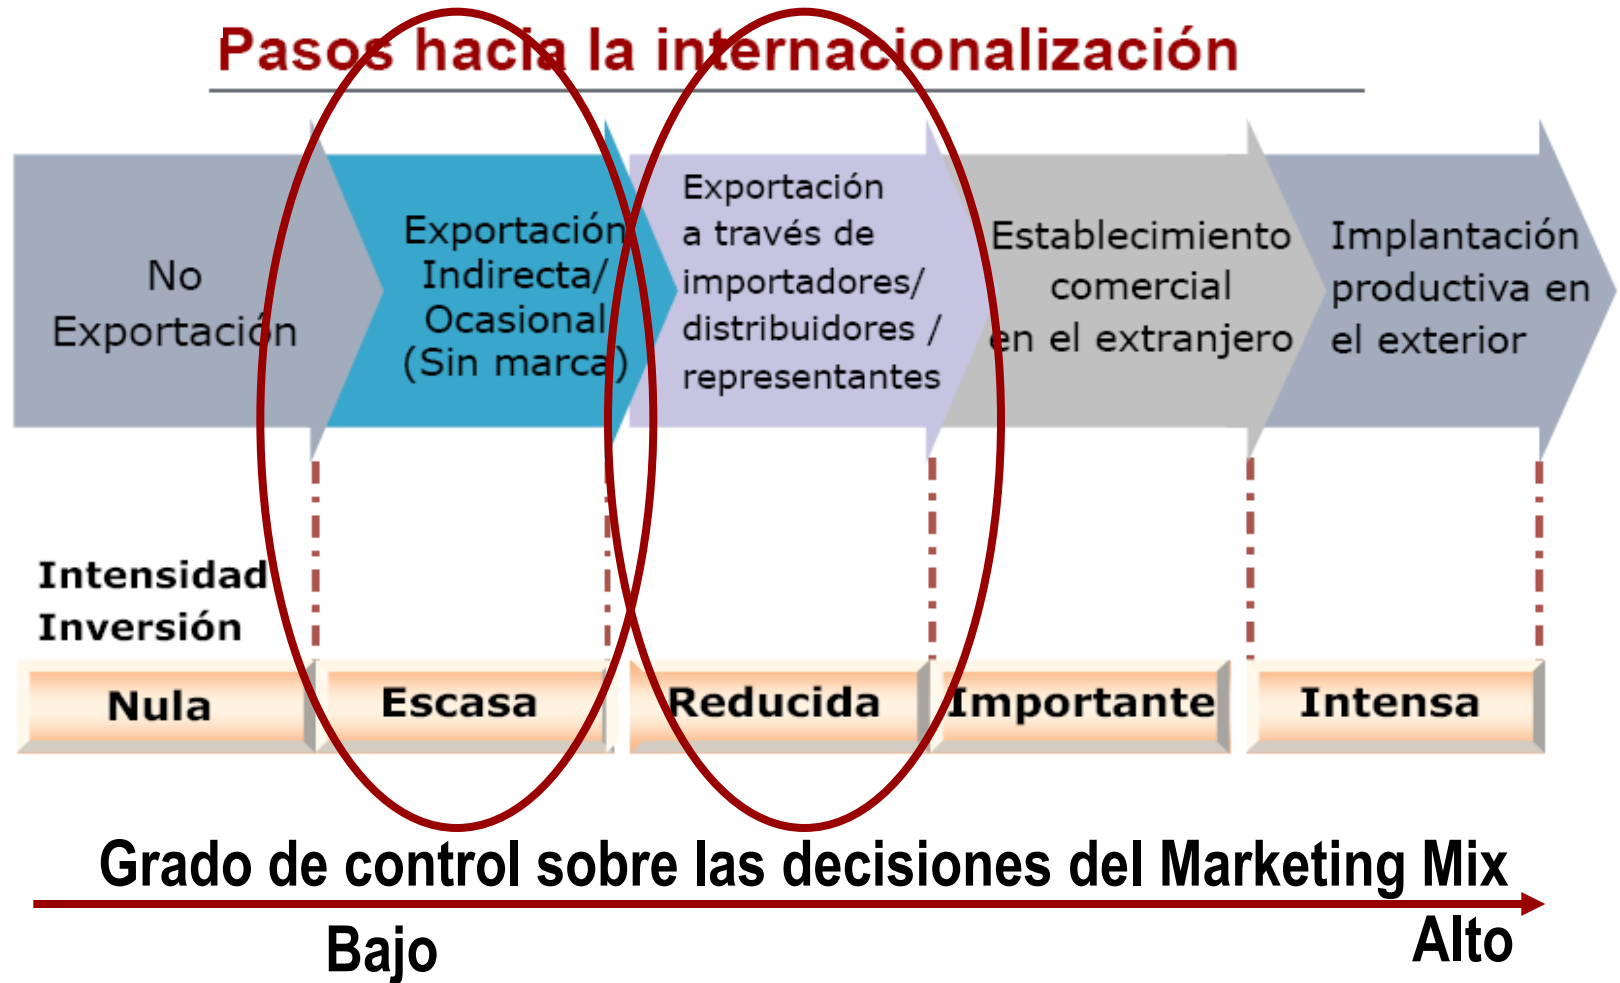 Pasos hacia la internacionalización
No
Exportación
Exportación
Indirecta/
Ocasional
(Sin marca)
Exportación
a través de
importadores/
distribuidores /
representantes
Establecimiento
comercial
en el extranjero
Implantación
productiva en
el exterior
Intensidad
Inversión
Nula
Escasa
Reducida
Importante
Intensa
Grado de control sobre las decisiones del Marketing Mix
Bajo
Alto